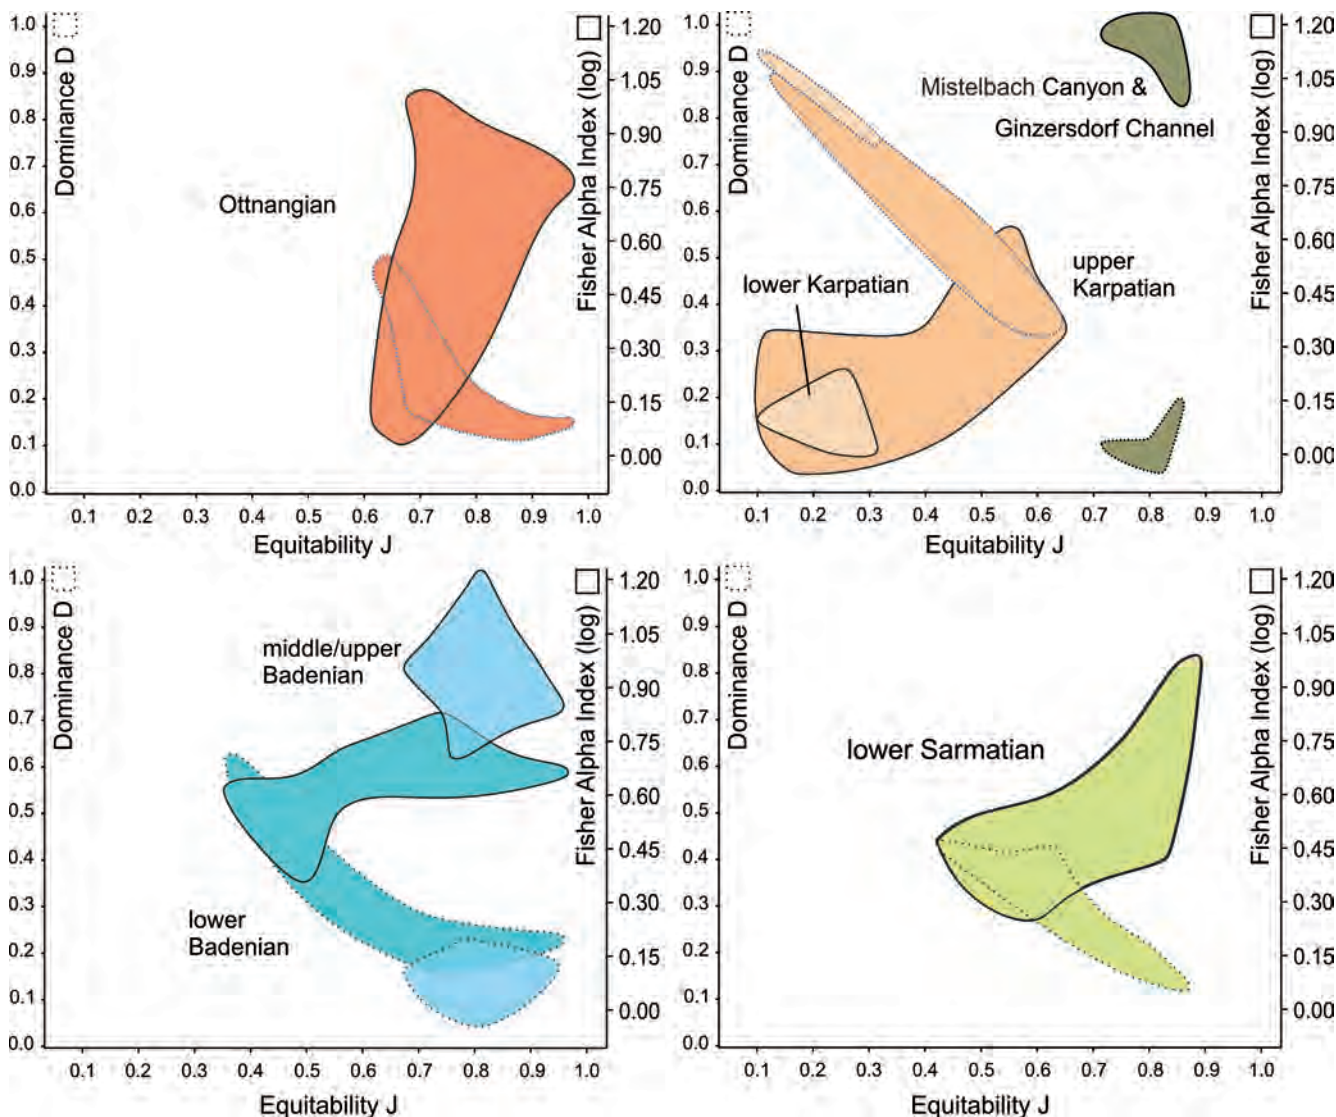 Dominance D
1.0
0.9
0.8
0.7
0.6
0.5
0.4
0.3
0.2
0.1
0.0
Ottnangian
Fisher Alpha Index (log)
1.20
1.05
0.90
0.75
0.60
0.45
0.30
0.15
0.00
0.1 0.2 0.3 0.4 0.5 0.6 0.7 0.8 0.9 1.0
Equitability J
Dominance D
1.0
0.9
0.8
0.7
0.6
0.5
0.4
0.3
0.2
0.1
0.0
Mistelbach Canyon &
Ginzersdorf Channel
lower Karpatian
upper
Karpatian
Fisher Alpha Index (log)
1.20
1.05
0.90
0.75
0.60
0.45
0.30
0.15
0.00
0.1 0.2 0.3 0.4 0.5 0.6 0.7 0.8 0.9 1.0
Equitability J
Dominance D
1.0
0.9
0.8
0.7
0.6
0.5
0.4
0.3
0.2
0.1
0.0
middle/upper
Badenian
lower
Badenian
Fisher Alpha Index (log)
1.20
1.05
0.90
0.75
0.60
0.45
0.30
0.15
0.00
0.1 0.2 0.3 0.4 0.5 0.6 0.7 0.8 0.9 1.0
Equitability J
Dominance D
1.0
0.9
0.8
0.7
0.6
0.5
0.4
0.3
0.2
0.1
0.0
lower Sarmatian
Fisher Alpha Index (log)
1.20
1.05
0.90
0.75
0.60
0.45
0.30
0.15
0.00
0.1 0.2 0.3 0.4 0.5 0.6 0.7 0.8 0.9 1.0
Equitability J